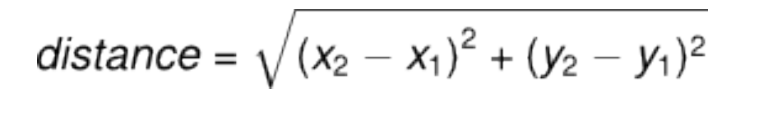 distance = √(x₂ − x₁)² + (y₂ − y₁)²